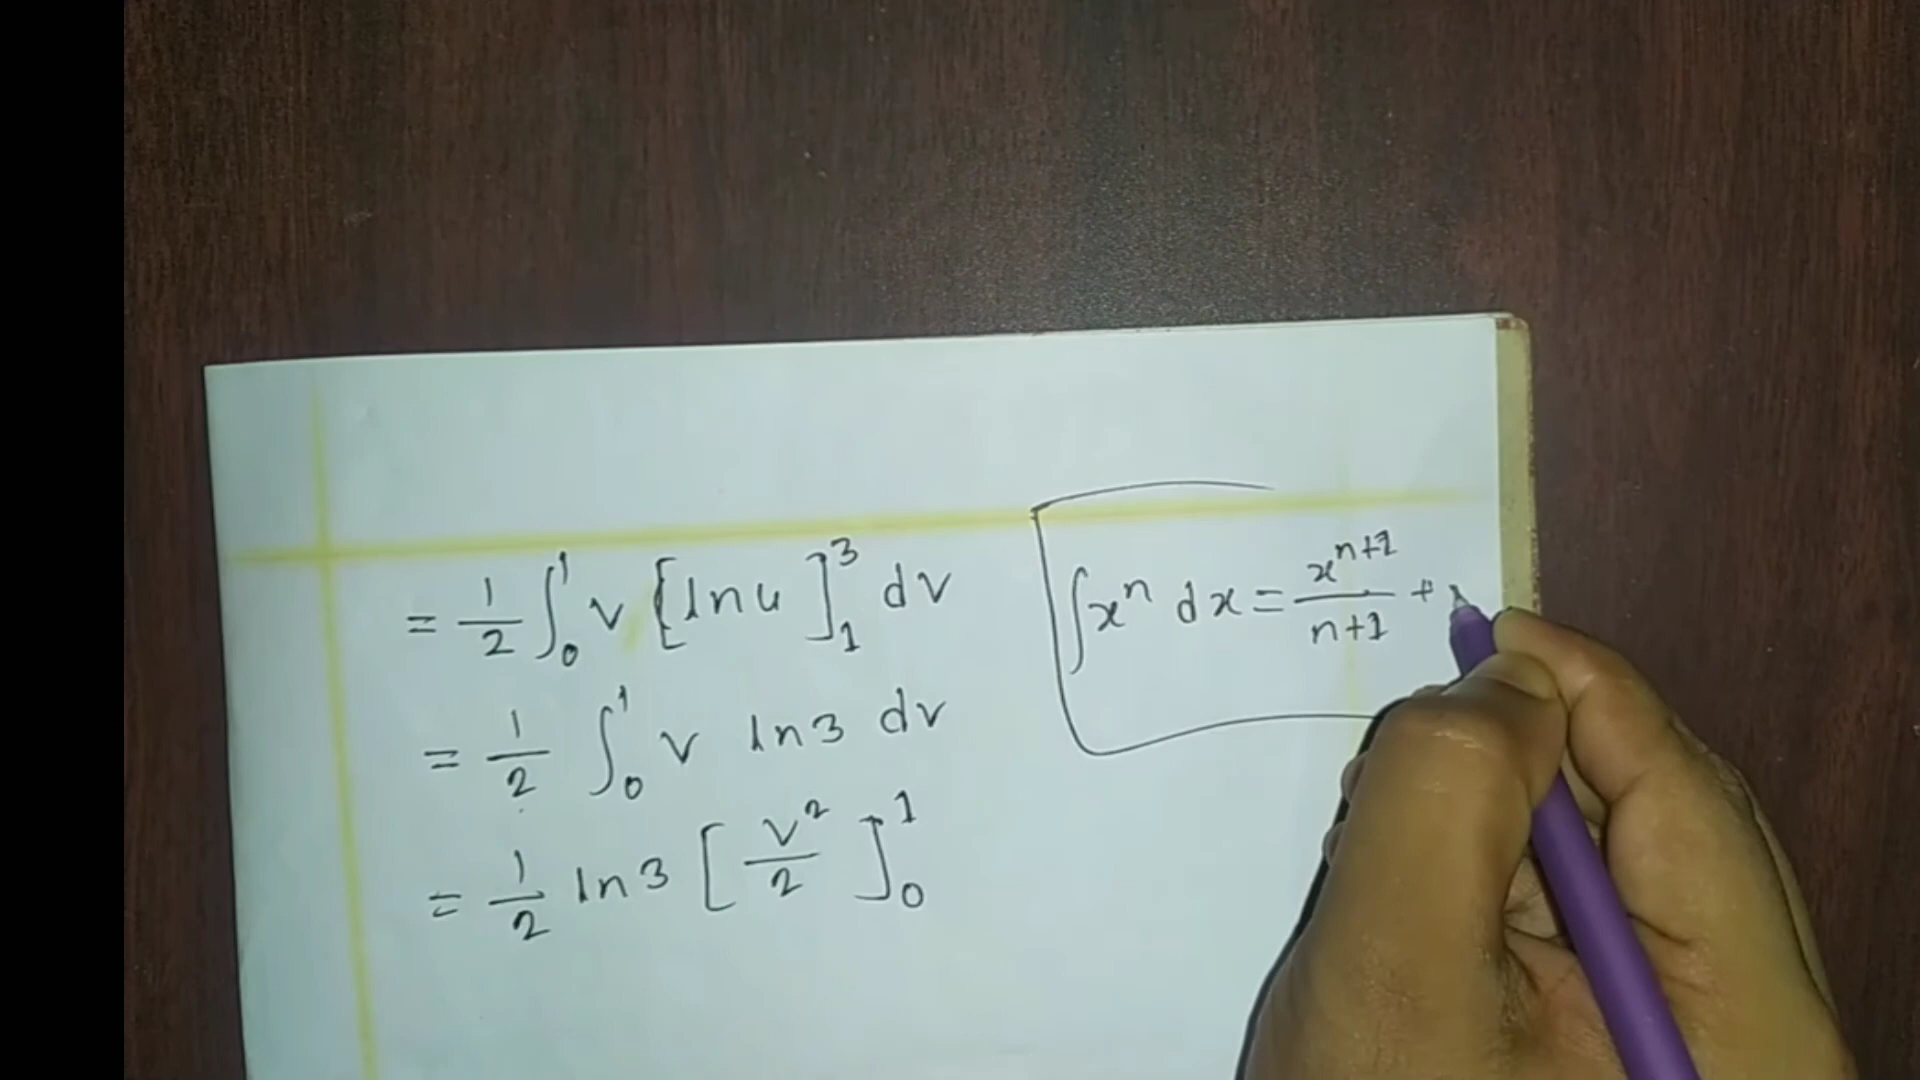 = 1/2 ∫₀¹ v [ln u]₁³ dv
= 1/2 ∫₀¹ v ln3 dv
= 1/2 ln3 [v²/2]₀¹
∫xⁿ dx = xⁿ⁺¹/n+1 +